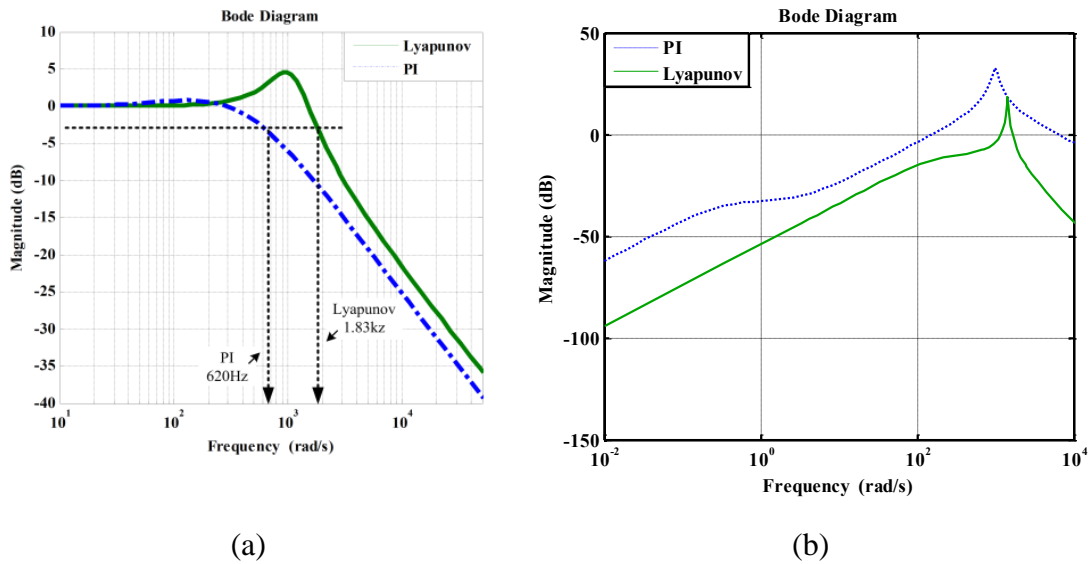 Bode Diagram
10
5
0
-5
-10
-15
-20
-25
-30
-35
-40
Magnitude (dB)
Lyapunov
PI
Lyapunov
1.83kz
PI
620Hz
10^1
10^2
10^3
10^4
Frequency (rad/s)
(a)
Bode Diagram
50
0
-50
-100
-150
Magnitude (dB)
PI
Lyapunov
10^-2
10^0
10^2
10^4
Frequency (rad/s)
(b)